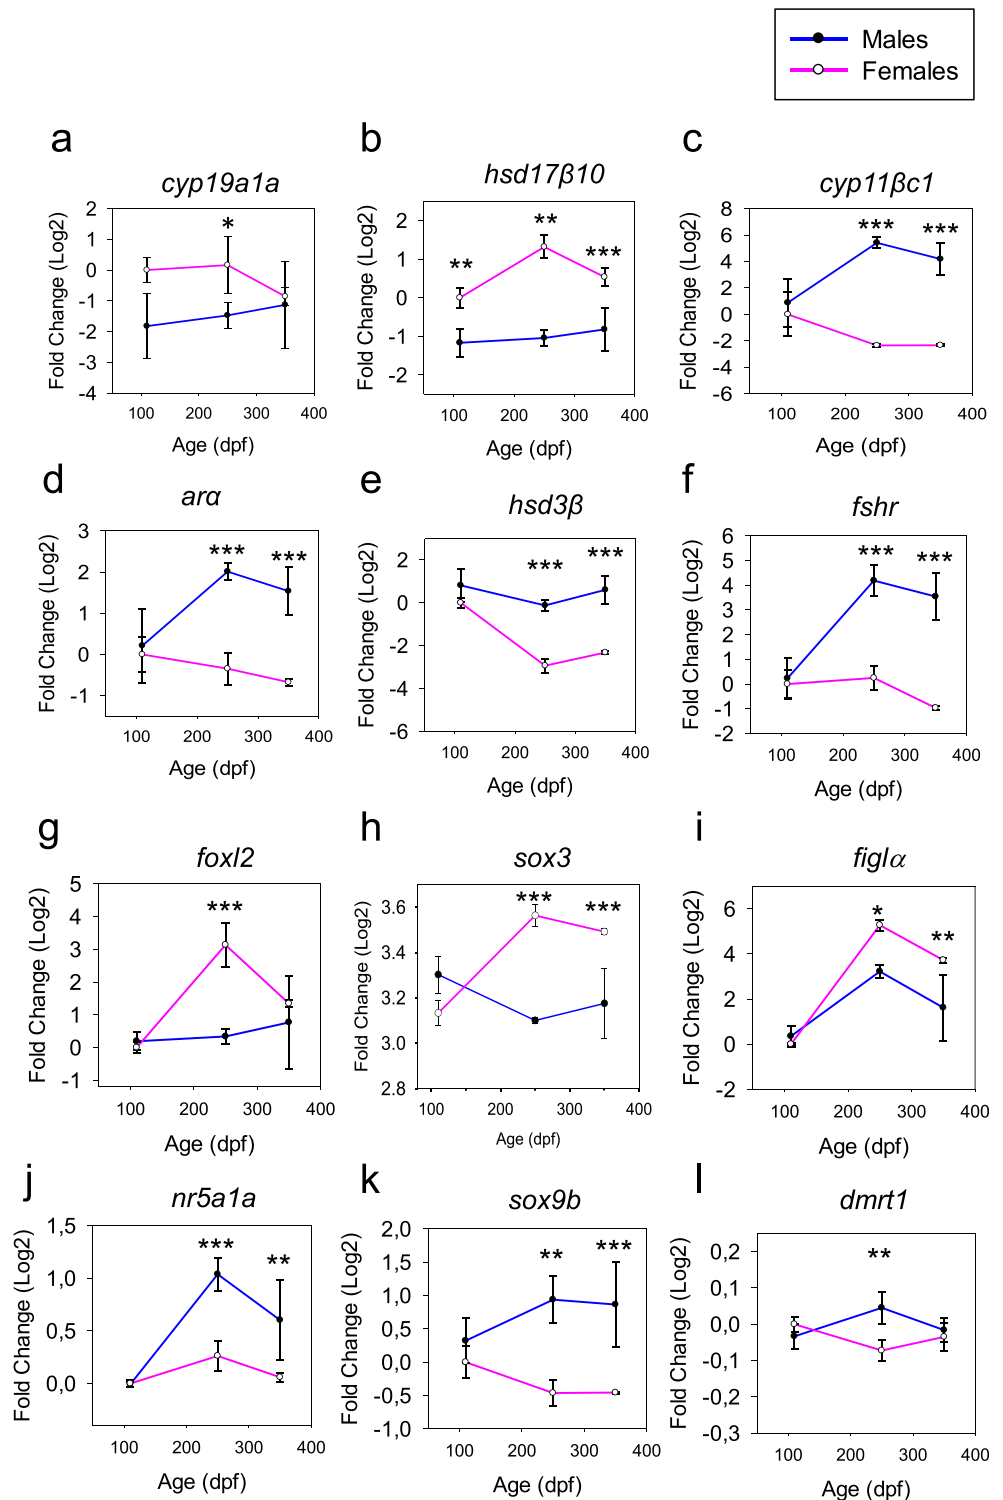 Males
Females
a
cyp19a1a
Fold Change (Log2)
2
1
0
-1
-2
-3
-4
*
100 200 300 400
Age (dpf)
b
hsd17β10
Fold Change (Log2)
2
1
0
-1
-2
** ** ***
100 200 300 400
Age (dpf)
c
cyp11βc1
Fold Change (Log2)
8
6
4
2
0
-2
-4
-6
*** ***
100 200 300 400
Age (dpf)
d
arα
Fold Change (Log2)
3
2
1
0
-1
*** ***
100 200 300 400
Age (dpf)
e
hsd3β
Fold Change (Log2)
2
0
-2
-4
-6
*** ***
100 200 300 400
Age (dpf)
f
fshr
Fold Change (Log2)
6
5
4
3
2
1
0
-1
-2
*** ***
100 200 300 400
Age (dpf)
g
foxl2
Fold Change (Log2)
5
4
3
2
1
0
-1
***
100 200 300 400
Age (dpf)
h
sox3
Fold Change (Log2)
3.6
3.4
3.2
3.0
2.8
*** ***
100 200 300 400
Age (dpf)
i
figlα
Fold Change (Log2)
6
4
2
0
-2
* **
100 200 300 400
Age (dpf)
j
nr5a1a
Fold Change (Log2)
1,5
1,0
0,5
0,0
*** **
100 200 300 400
Age (dpf)
k
sox9b
Fold Change (Log2)
2,0
1,5
1,0
0,5
0,0
-0,5
-1,0
** ***
100 200 300 400
Age (dpf)
l
dmrt1
Fold Change (Log2)
0,2
0,1
0,0
-0,1
-0,2
-0,3
**
100 200 300 400
Age (dpf)